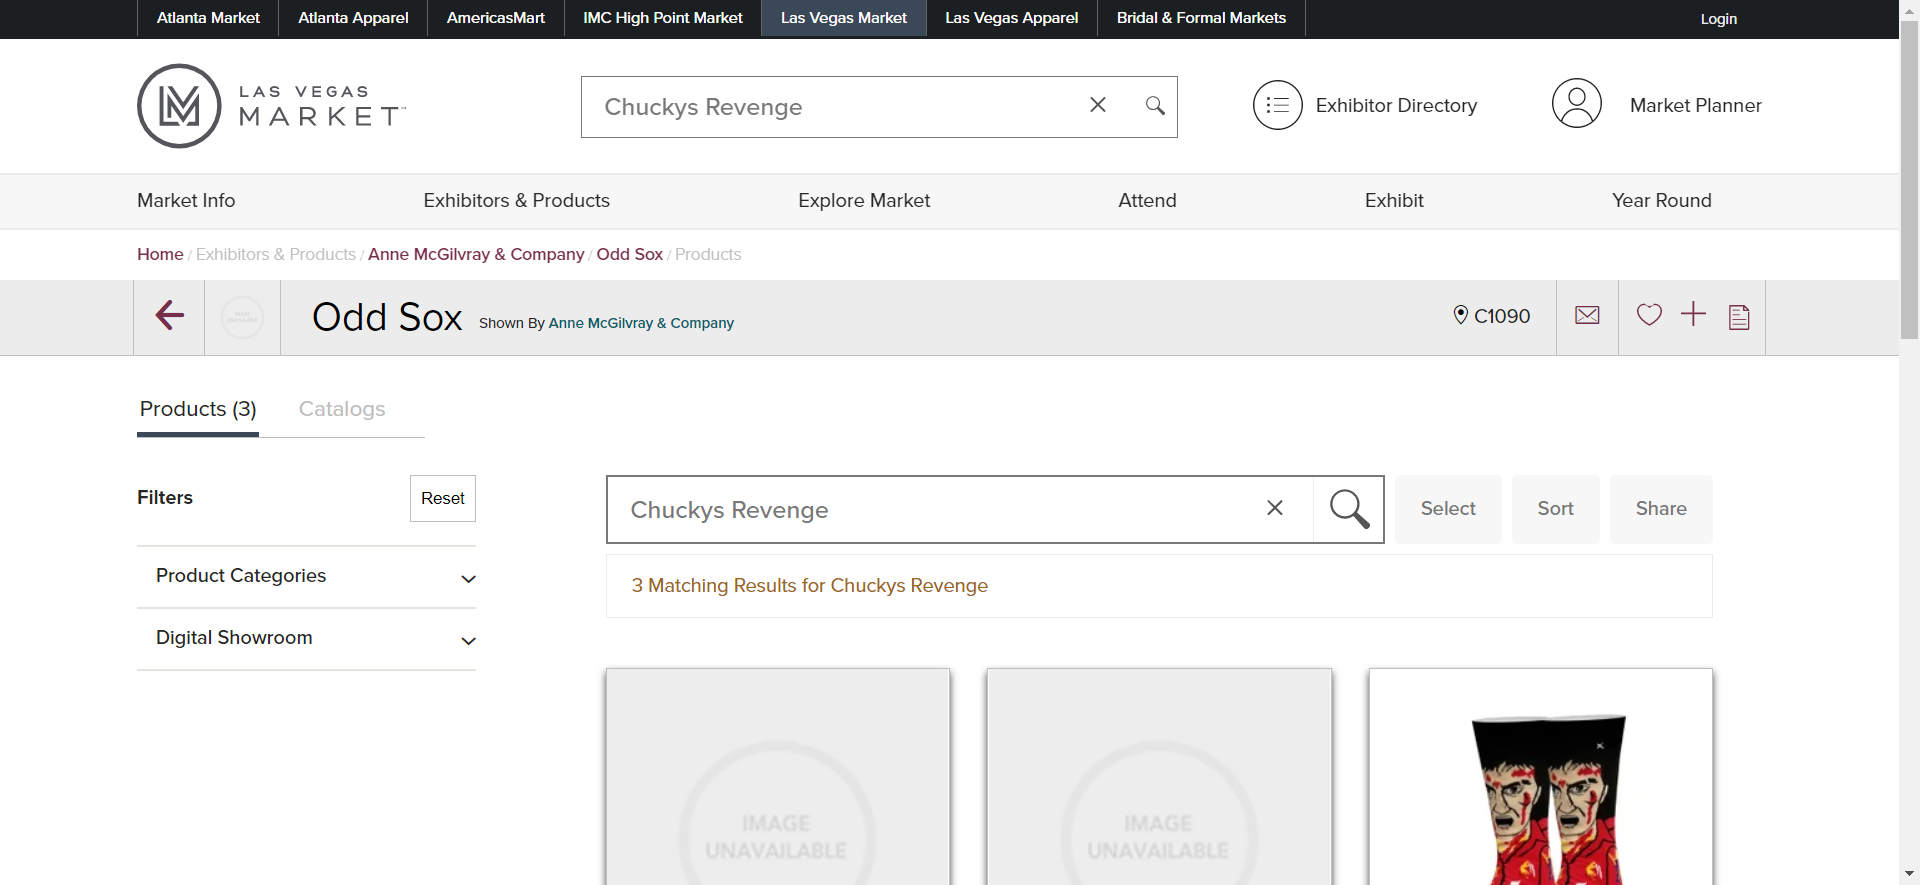 Atlanta Market
Atlanta Apparel
AmericasMart
IMC High Point Market
Las Vegas Market
Las Vegas Apparel
Bridal & Formal Markets
Login
LAS VEGAS
MARKET™
Chuckys Revenge
Exhibitor Directory
Market Planner
Market Info
Exhibitors & Products
Explore Market
Attend
Exhibit
Year Round
Home / Exhibitors & Products / Anne McGilvray & Company / Odd Sox / Products
IMAGE
UNAVAILABLE
Odd Sox
Shown By Anne McGilvray & Company
C1090
Products (3)
Catalogs
Filters
Reset
Product Categories
Digital Showroom
Chuckys Revenge
Select
Sort
Share
3 Matching Results for Chuckys Revenge
IMAGE
UNAVAILABLE
IMAGE
UNAVAILABLE